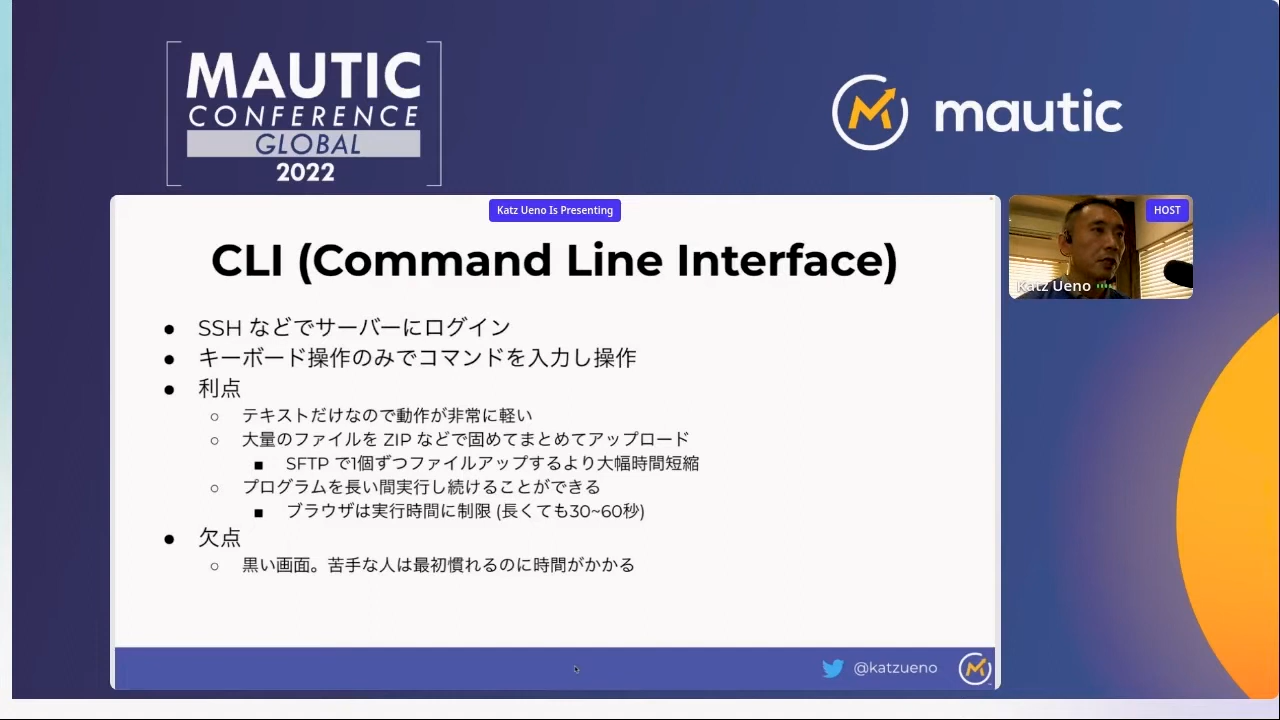 MAUTIC
CONFERENCE
GLOBAL
2022
mautic
Katz Ueno Is Presenting
HOST
Katz Ueno
CLI (Command Line Interface)
● SSH などでサーバーにログイン
● キーボード操作のみでコマンドを入力し操作
● 利点
○ テキストだけなので動作が非常に軽い
○ 大量のファイルを ZIP などで固めてまとめてアップロード
■ SFTP で1個ずつファイルアップするより大幅時間短縮
○ プログラムを長い間実行し続けることができる
■ ブラウザは実行時間に制限 (長くても30~60秒)
● 欠点
○ 黒い画面。苦手な人は最初慣れるのに時間がかかる
@katzueno